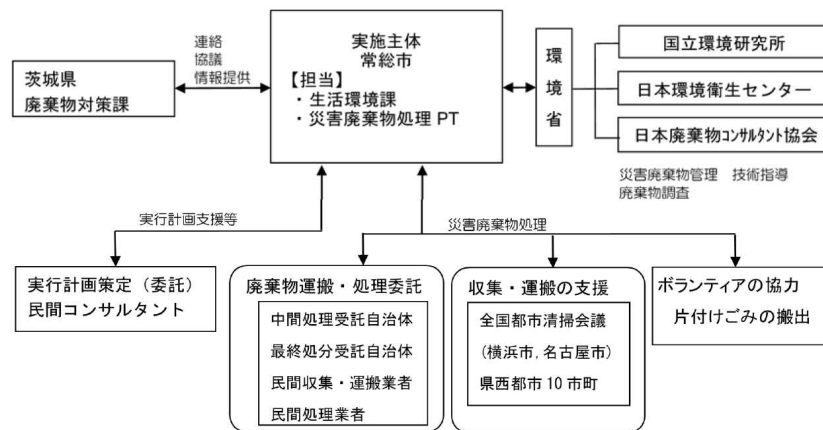 連絡
協議
情報提供
茨城県
廃棄物対策課
実施主体
常総市
【担当】
・生活環境課
・災害廃棄物処理 PT
環
境
省
国立環境研究所
日本環境衛生センター
日本廃棄物ｺﾝｻﾙﾀﾝﾄ協会
災害廃棄物管理　技術指導
廃棄物調査
実行計画支援等
災害廃棄物処理
実行計画策定（委託）
民間コンサルタント
廃棄物運搬・処理委託
中間処理受託自治体
最終処分受託自治体
民間収集・運搬業者
民間処理業者
収集・運搬の支援
全国都市清掃会議
(横浜市,名古屋市)
県西都市 10 市町
ボランティアの協力
片付けごみの搬出